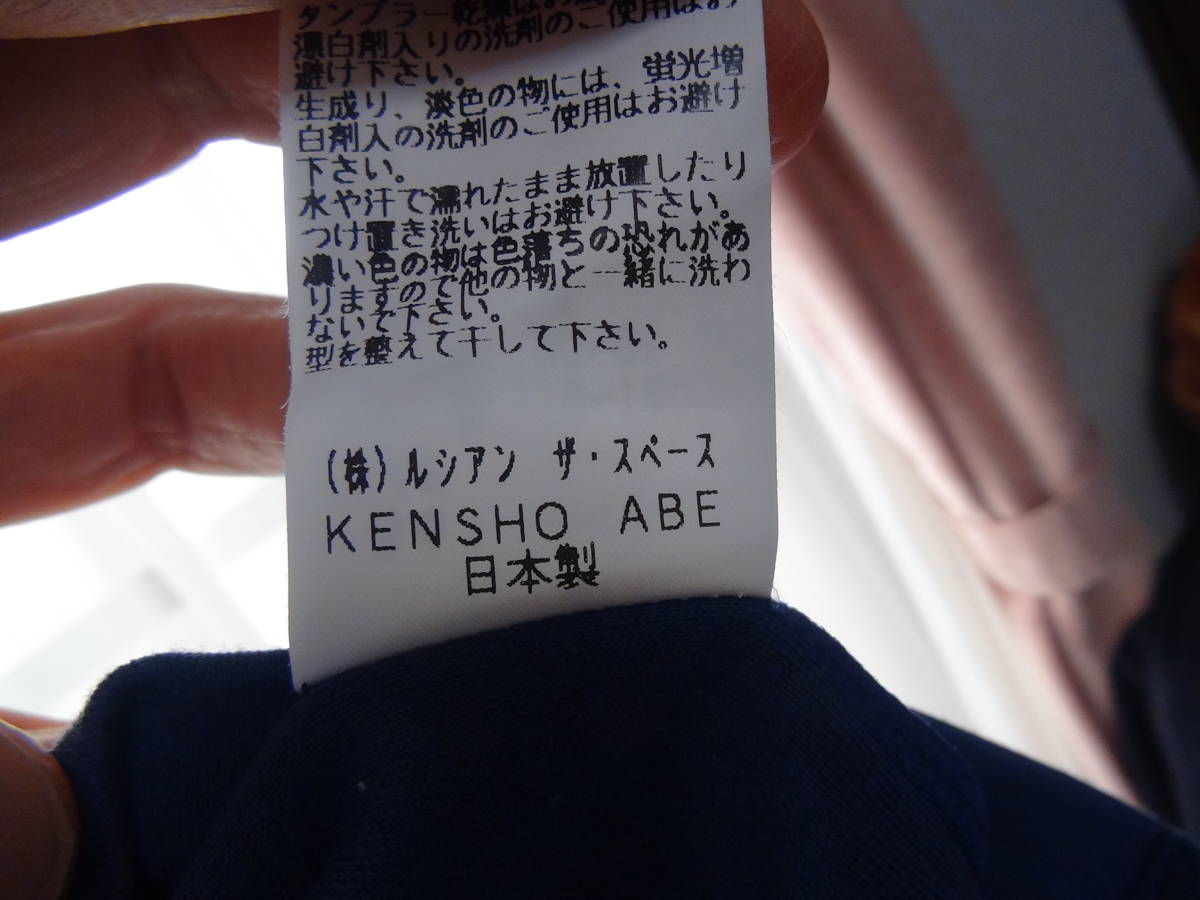 タンブラー乾燥はお避
漂白剤入りの洗剤のご使用はお
避け下さい。
生成り、淡色の物には、蛍光増
白剤入の洗剤のご使用はお避け
下さい。
水や汗で濡れたまま放置したり
つけ置き洗いはお避け下さい。
濃い色の物は色落ちの恐れがあ
りますので他の物と一緒に洗わ
ないで下さい。
型を整えて干して下さい。
(株)ルシアン ザ・スペース
KENSHO ABE
日本製